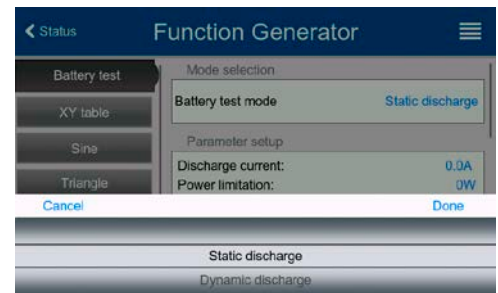 Status
Function Generator
Battery test
XY table
Sine
Triangle
Mode selection
Battery test mode Static discharge
Parameter setup
Discharge current: 0.0A
Power limitation: 0W
Cancel Done
Static discharge
Dynamic discharge